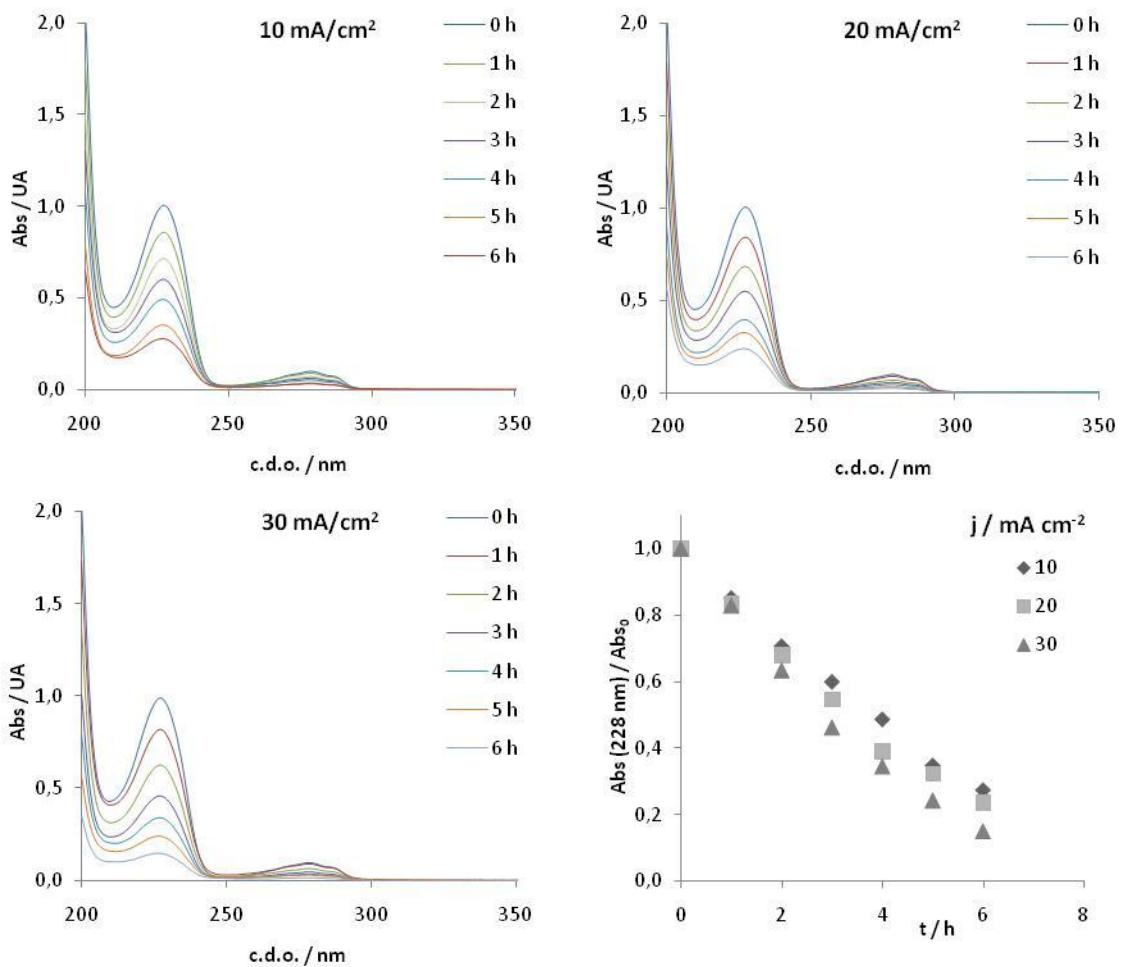 10 mA/cm²
2,0
1,5
1,0
0,5
0,0
Abs / UA
200
250
300
350
c.d.o. / nm
0 h
1 h
2 h
3 h
4 h
5 h
6 h
20 mA/cm²
2,0
1,5
1,0
0,5
0,0
Abs / UA
200
250
300
350
c.d.o. / nm
0 h
1 h
2 h
3 h
4 h
5 h
6 h
30 mA/cm²
2,0
1,5
1,0
0,5
0,0
Abs / UA
200
250
300
350
c.d.o. / nm
0 h
1 h
2 h
3 h
4 h
5 h
6 h
j / mA cm⁻²
10
20
30
1,0
0,8
0,6
0,4
0,2
0,0
Abs (228 nm) / Abs₀
0
2
4
6
8
t / h